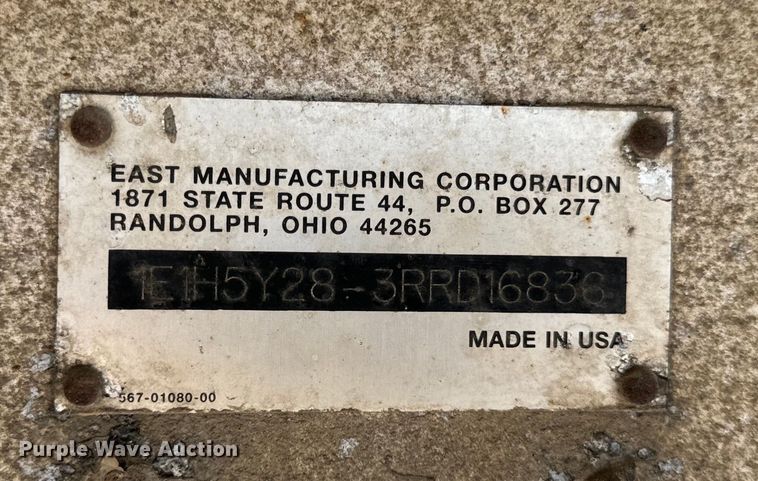 EAST MANUFACTURING CORPORATION
1871 STATE ROUTE 44, P.O. BOX 277
RANDOLPH, OHIO 44265
1E1H5Y28-3RRD16836
MADE IN USA
567-01080-00
Purple Wave Auction